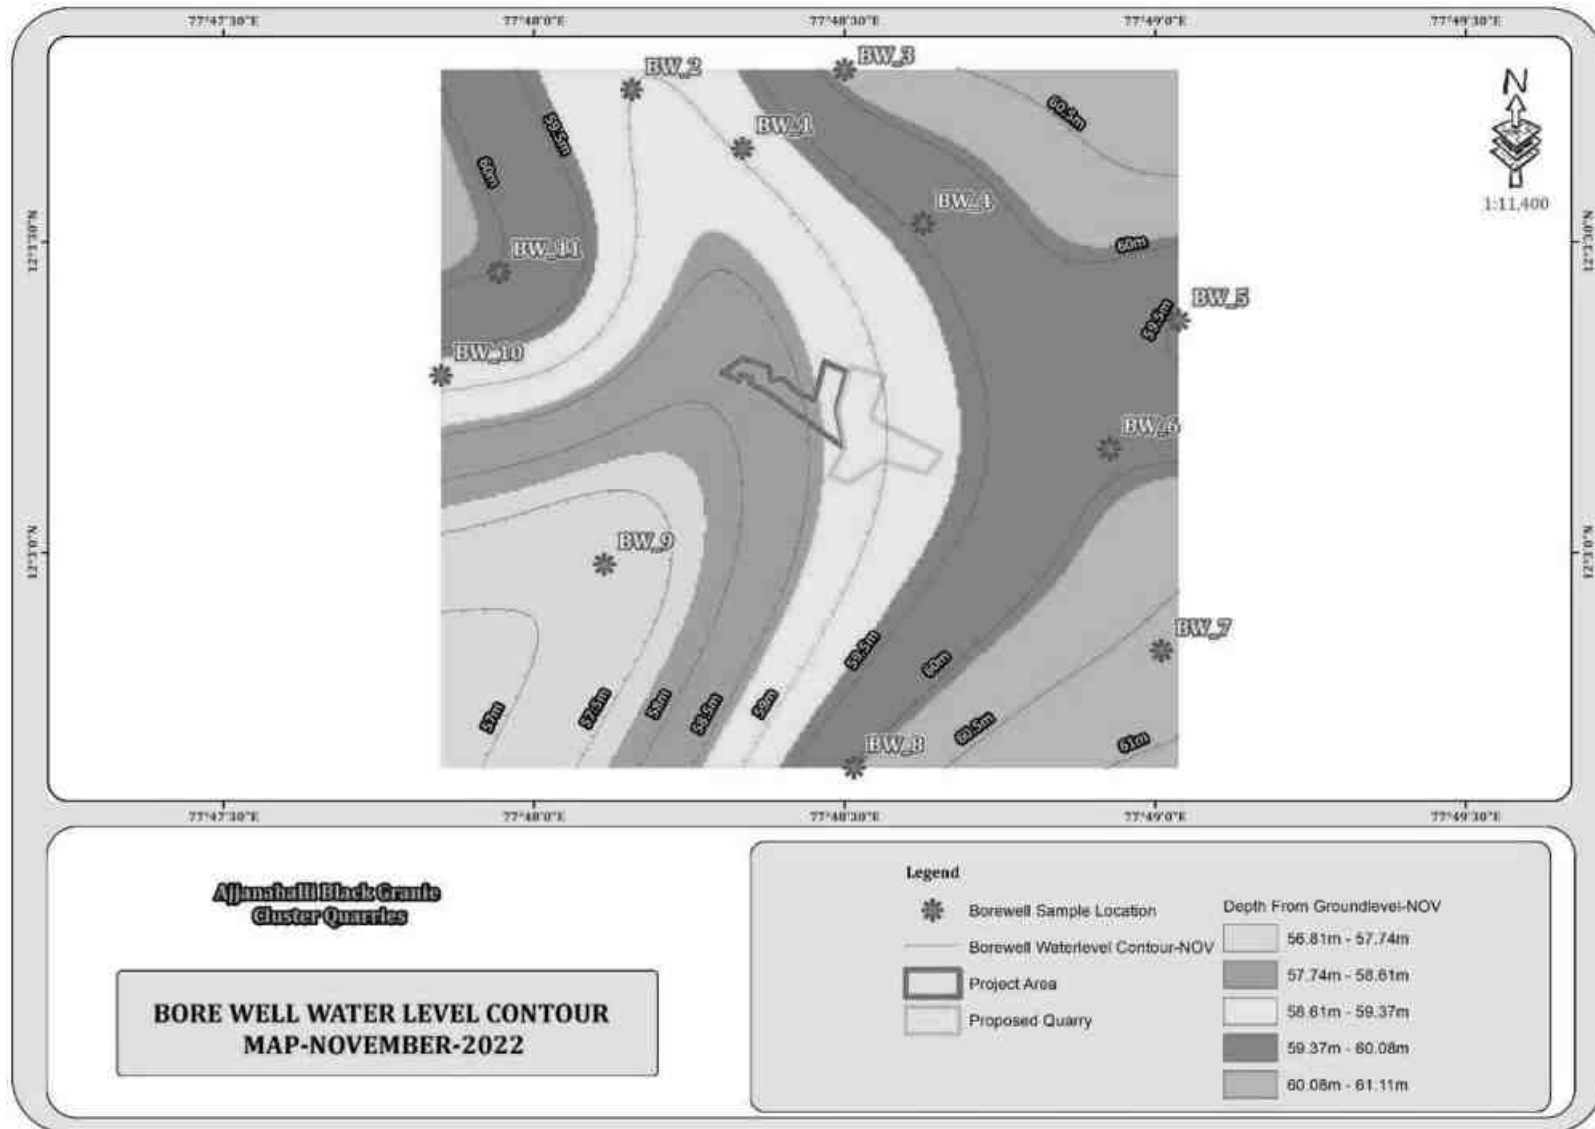 77°47'30"E 77°48'0"E 77°48'30"E 77°49'0"E 77°49'30"E
BW_2
BW_3
BW_1
60.5m
N
1:11,400
59.5m
60m
BW_4
12°3'30"N
12°3'30"N
BW_11
60m
BW_5
59.5m
BW_10
BW_6
BW_9
12°3'0"N
12°3'0"N
BW_7
59.5m
60m
57m
57.5m
58m
58.5m
59m
BW_8
60.5m
61m
77°47'30"E 77°48'0"E 77°48'30"E 77°49'0"E 77°49'30"E
Ajjanahalli Black Granie
Cluster Quarries
BORE WELL WATER LEVEL CONTOUR
MAP-NOVEMBER-2022
Legend
Borewell Sample Location
Borewell Waterlevel Contour-NOV
Project Area
Proposed Quarry
Depth From Groundlevel-NOV
56.81m - 57.74m
57.74m - 58.61m
58.61m - 59.37m
59.37m - 60.08m
60.08m - 61.11m